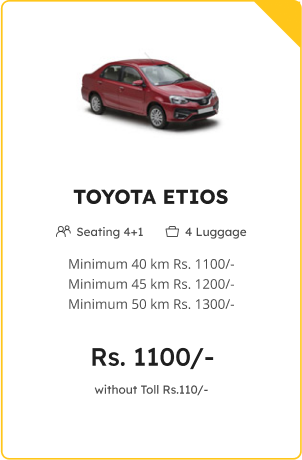 TOYOTA ETIOS
Seating 4+1 4 Luggage
Minimum 40 km Rs. 1100/-
Minimum 45 km Rs. 1200/-
Minimum 50 km Rs. 1300/-
Rs. 1100/-
without Toll Rs.110/-